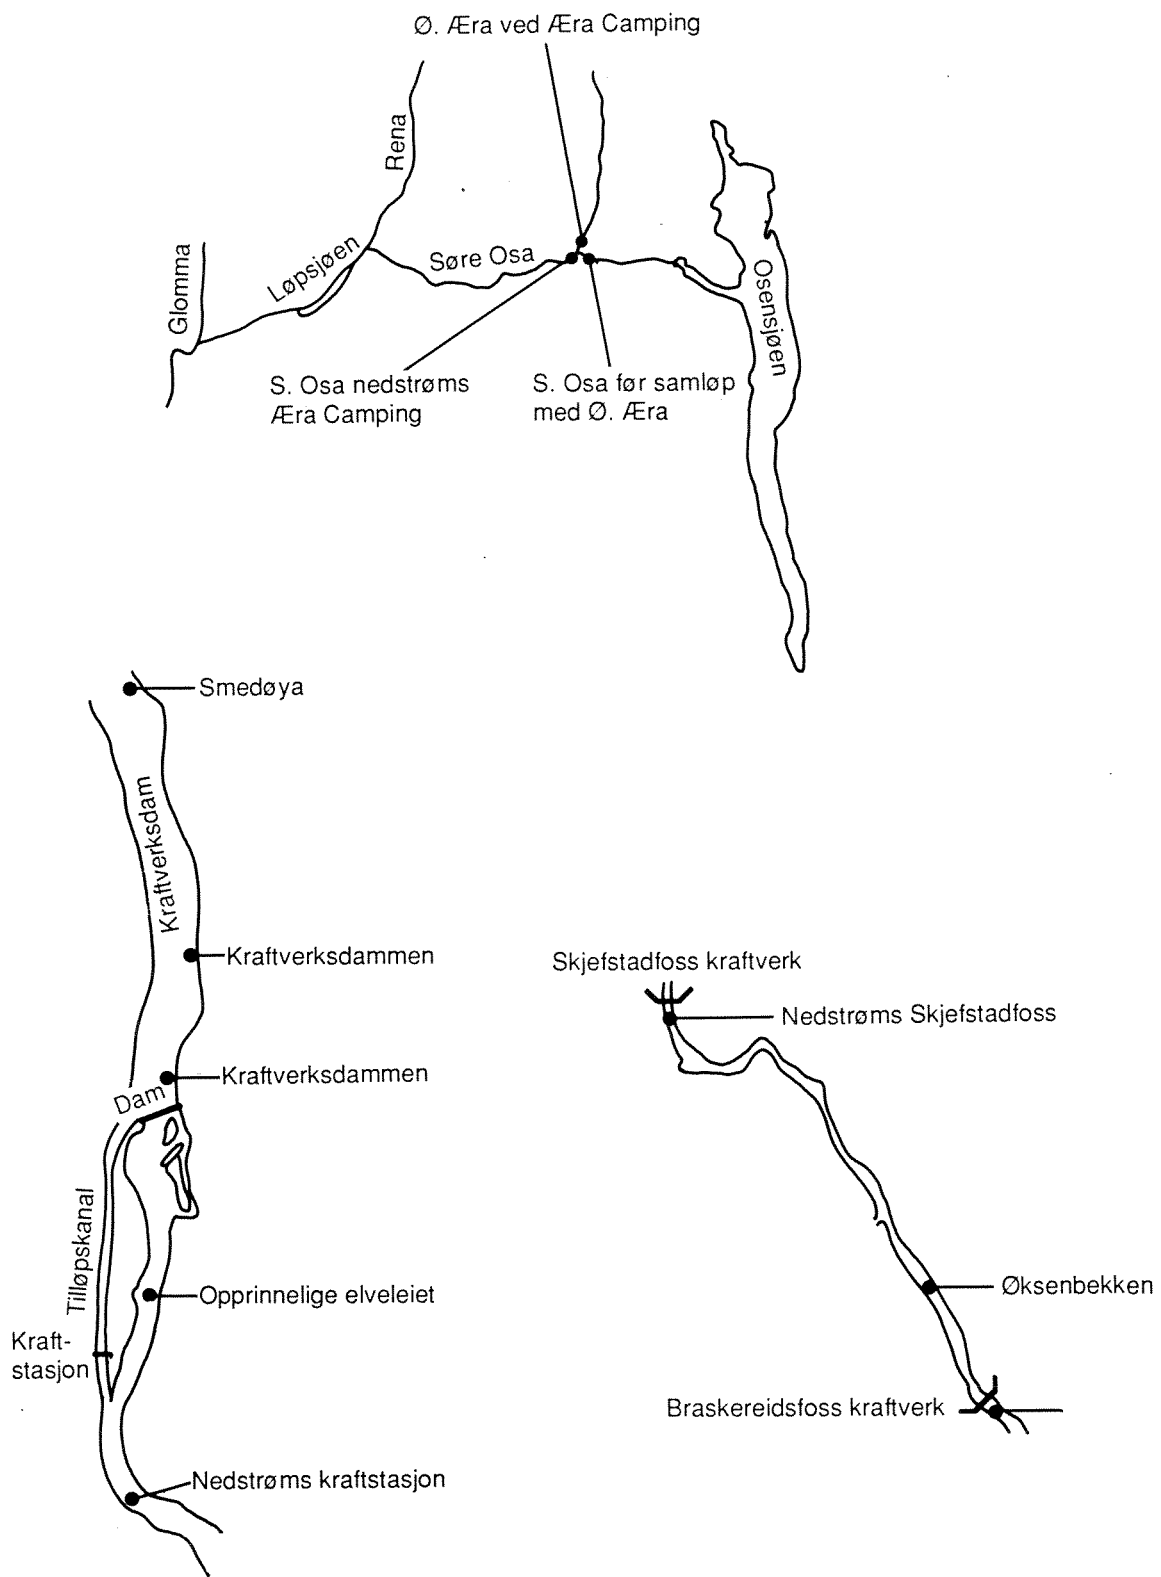 Ø. Æra ved Æra Camping
Rena
Glomma
Løpsjøen
Søre Osa
Osensjøen
S. Osa nedstrøms
Æra Camping
S. Osa før samløp
med Ø. Æra
Smedøya
Kraftverksdam
Kraftverksdammen
Kraftverksdammen
Dam
Tilløpskanal
Opprinnelige elveleiet
Kraft-
stasjon
Nedstrøms kraftstasjon
Skjefstadfoss kraftverk
Nedstrøms Skjefstadfoss
Øksenbekken
Braskereidsfoss kraftverk